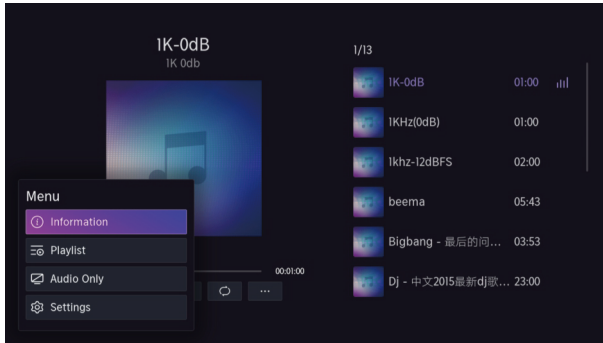 1K-0dB
1K 0db
1/13
1K-0dB 01:00
1KHz(0dB) 01:00
1khz-12dBFS 02:00
beema 05:43
Bigbang - 最后的问... 03:53
Dj - 中文2015最新dj歌... 23:00
Menu
Information
Playlist
Audio Only
Settings
00:01:00
...